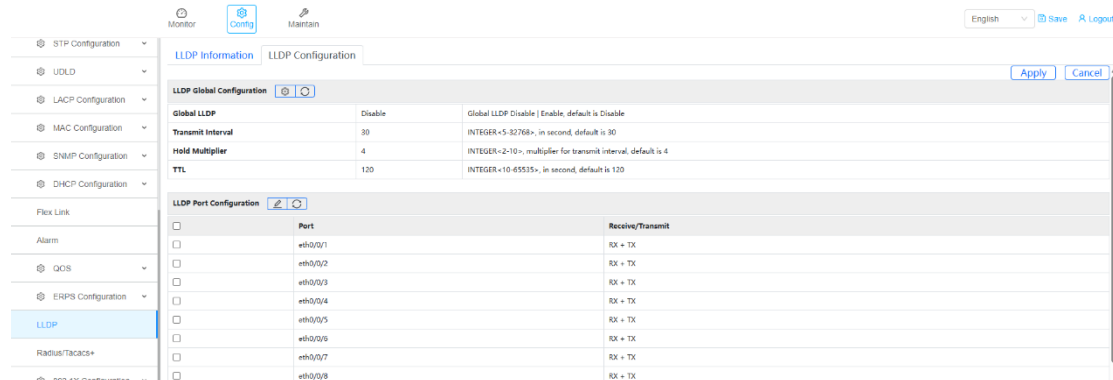 Monitor
Config
Maintain
English
Save
Logout
STP Configuration
UDLD
LACP Configuration
MAC Configuration
SNMP Configuration
DHCP Configuration
Flex Link
Alarm
QOS
ERPS Configuration
LLDP
Radius/Tacacs+
LLDP Information LLDP Configuration
Apply Cancel
LLDP Global Configuration
Global LLDP Disable Global LLDP Disable | Enable, default is Disable
Transmit Interval 30 INTEGER<5-32768>, in second, default is 30
Hold Multiplier 4 INTEGER<2-10>, multiplier for transmit interval, default is 4
TTL 120 INTEGER<10-65535>, in second, default is 120
LLDP Port Configuration
Port Receive/Transmit
eth0/0/1 RX + TX
eth0/0/2 RX + TX
eth0/0/3 RX + TX
eth0/0/4 RX + TX
eth0/0/5 RX + TX
eth0/0/6 RX + TX
eth0/0/7 RX + TX
eth0/0/8 RX + TX